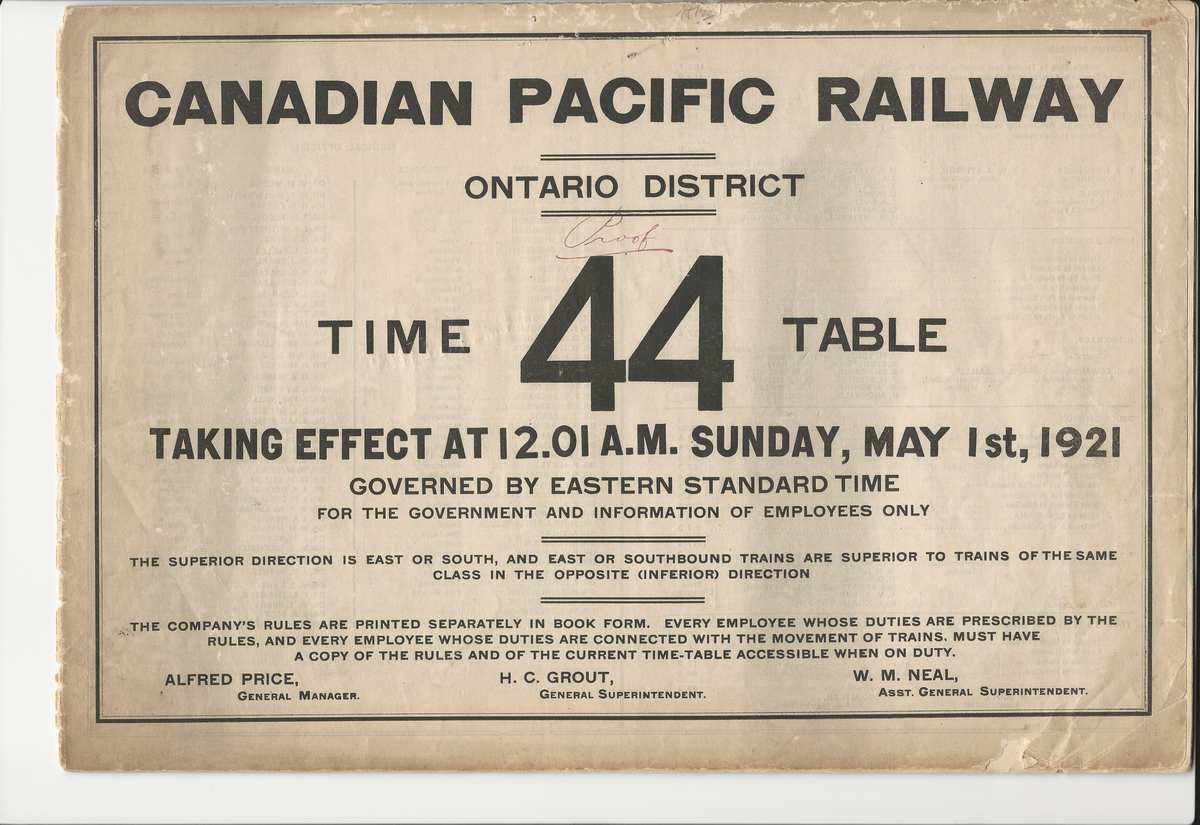 CANADIAN PACIFIC RAILWAY
ONTARIO DISTRICT
Proof
TIME 44 TABLE
TAKING EFFECT AT 12.01 A.M. SUNDAY, MAY 1st, 1921
GOVERNED BY EASTERN STANDARD TIME
FOR THE GOVERNMENT AND INFORMATION OF EMPLOYEES ONLY
THE SUPERIOR DIRECTION IS EAST OR SOUTH, AND EAST OR SOUTHBOUND TRAINS ARE SUPERIOR TO TRAINS OF THE SAME
CLASS IN THE OPPOSITE (INFERIOR) DIRECTION
THE COMPANY'S RULES ARE PRINTED SEPARATELY IN BOOK FORM. EVERY EMPLOYEE WHOSE DUTIES ARE PRESCRIBED BY THE
RULES, AND EVERY EMPLOYEE WHOSE DUTIES ARE CONNECTED WITH THE MOVEMENT OF TRAINS. MUST HAVE
A COPY OF THE RULES AND OF THE CURRENT TIME-TABLE ACCESSIBLE WHEN ON DUTY.
ALFRED PRICE, H. C. GROUT, W. M. NEAL,
GENERAL MANAGER. GENERAL SUPERINTENDENT. ASST. GENERAL SUPERINTENDENT.